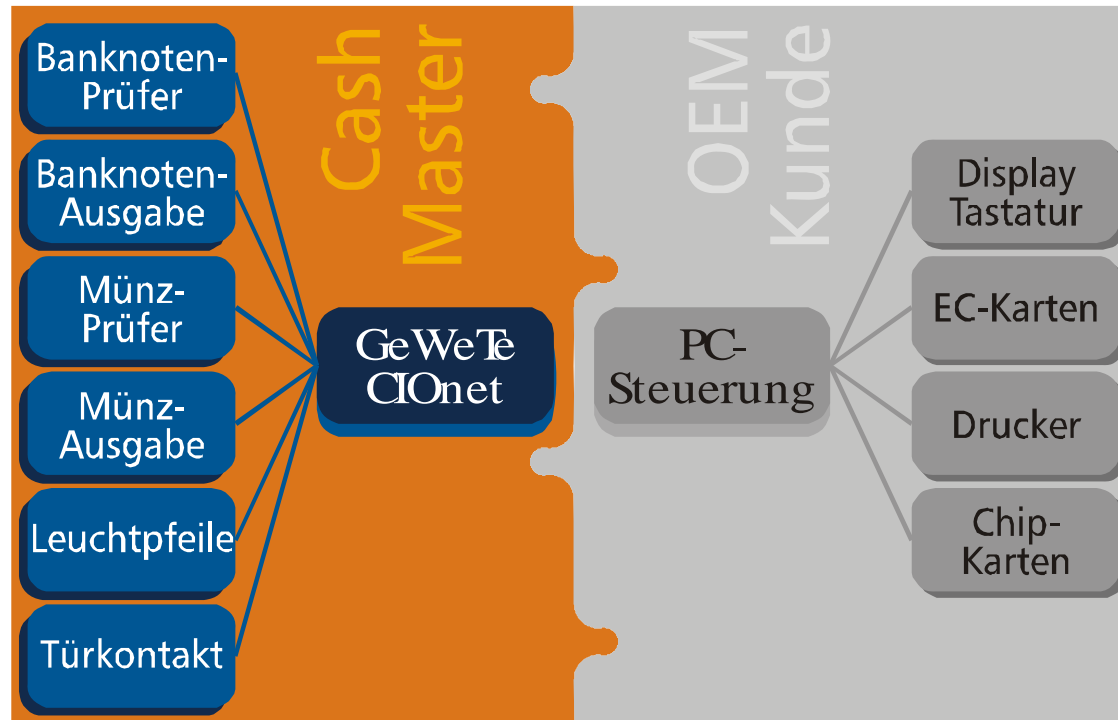 Banknoten-
Prüfer
Banknoten-
Ausgabe
Münz-
Prüfer
Münz-
Ausgabe
Leuchtpfeile
Türkontakt
Cash
Master
GeWeTe
CIOnet
OEM
Kunde
PC-
Steuerung
Display
Tastatur
EC-Karten
Drucker
Chip-
Karten